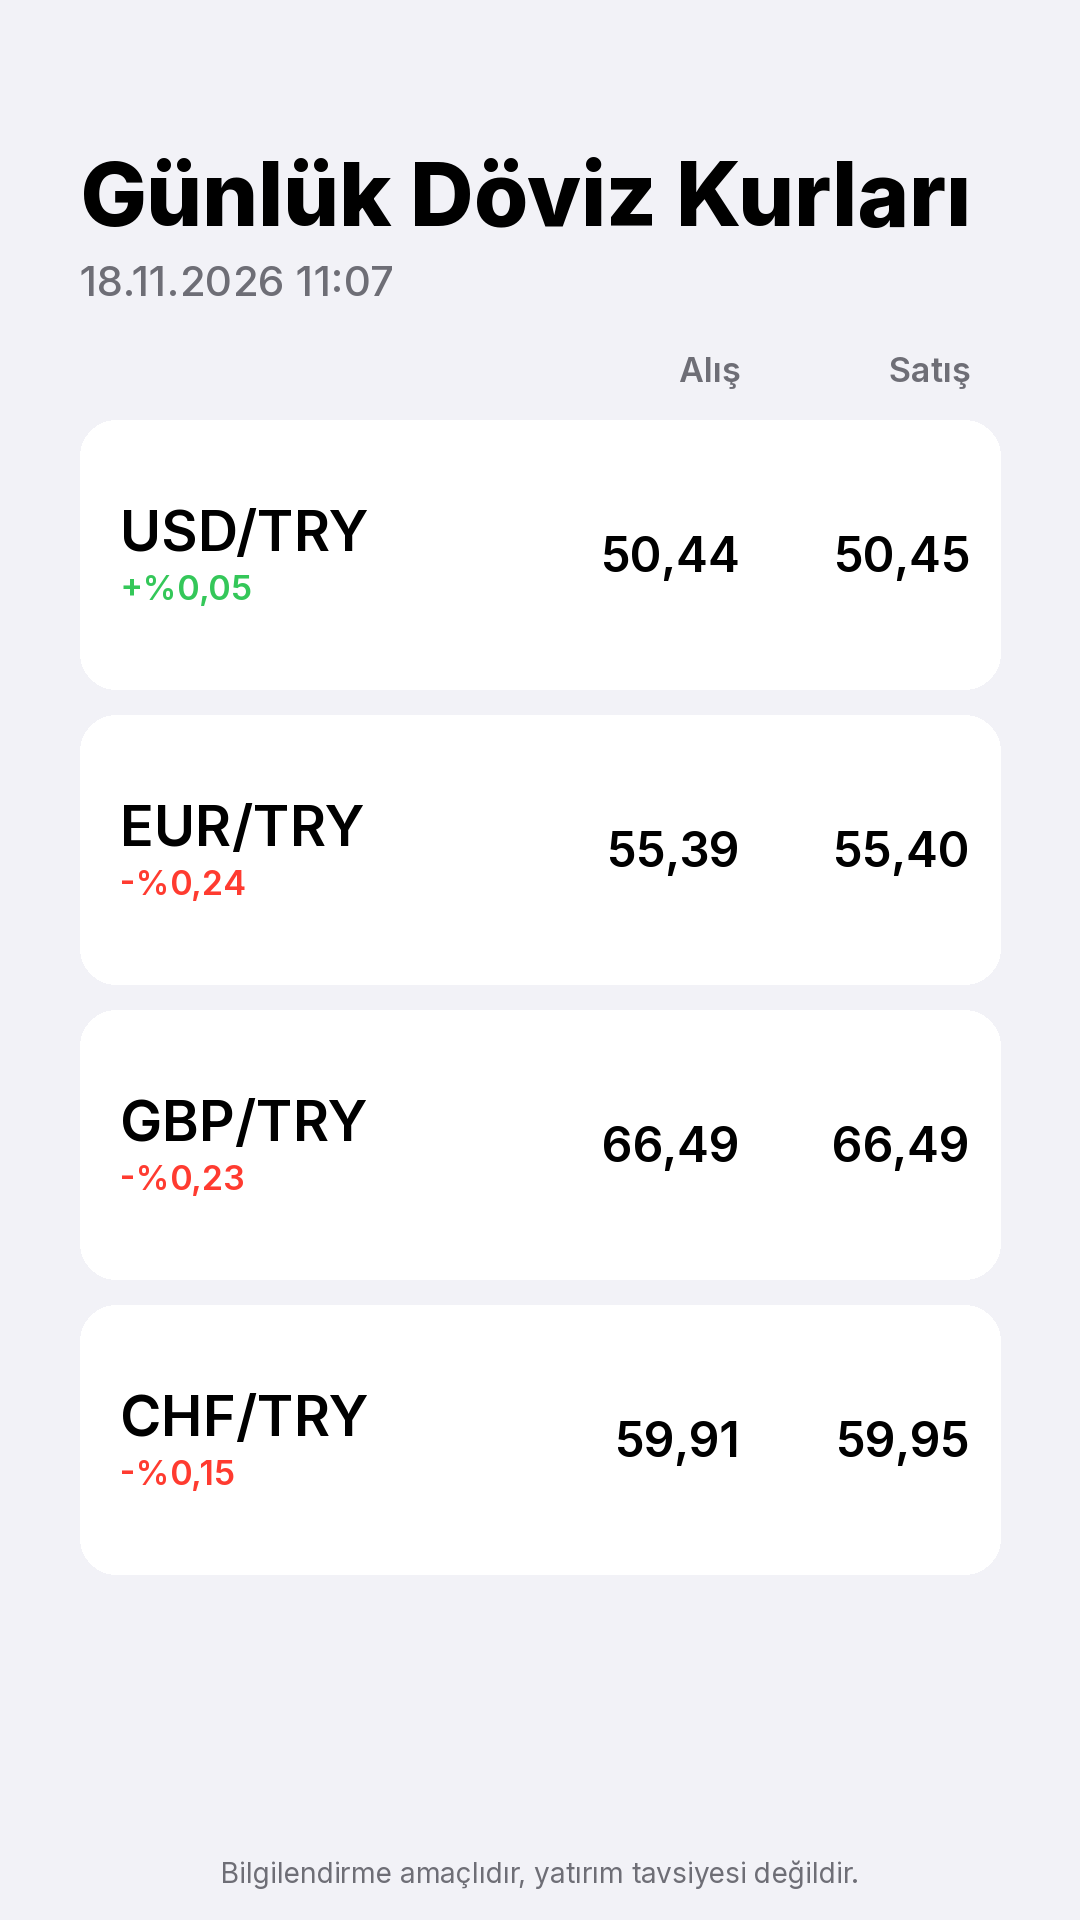 Günlük Döviz Kurları
18.11.2026 11:07
Alış Satış
USD/TRY
+%0,05
50,44 50,45
EUR/TRY
-%0,24
55,39 55,40
GBP/TRY
-%0,23
66,49 66,49
CHF/TRY
-%0,15
59,91 59,95
Bilgilendirme amaçlıdır, yatırım tavsiyesi değildir.